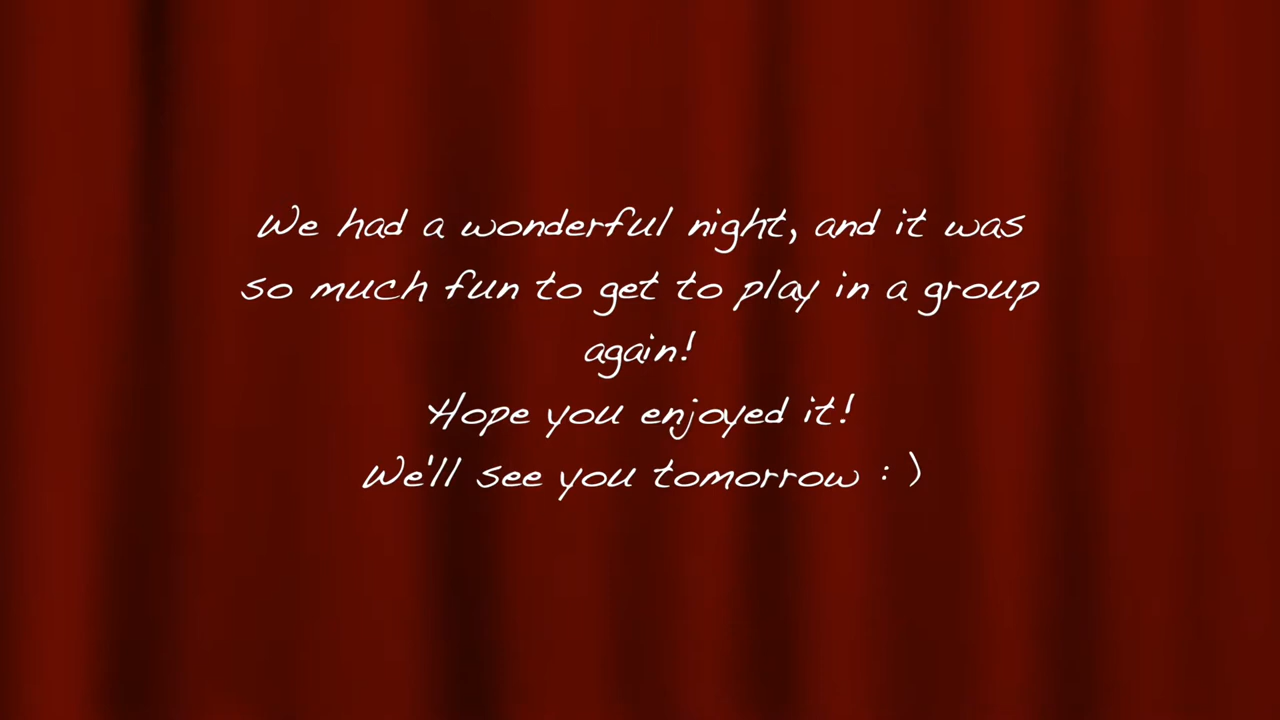 We had a wonderful night, and it was
so much fun to get to play in a group
again!
Hope you enjoyed it!
We'll see you tomorrow : )